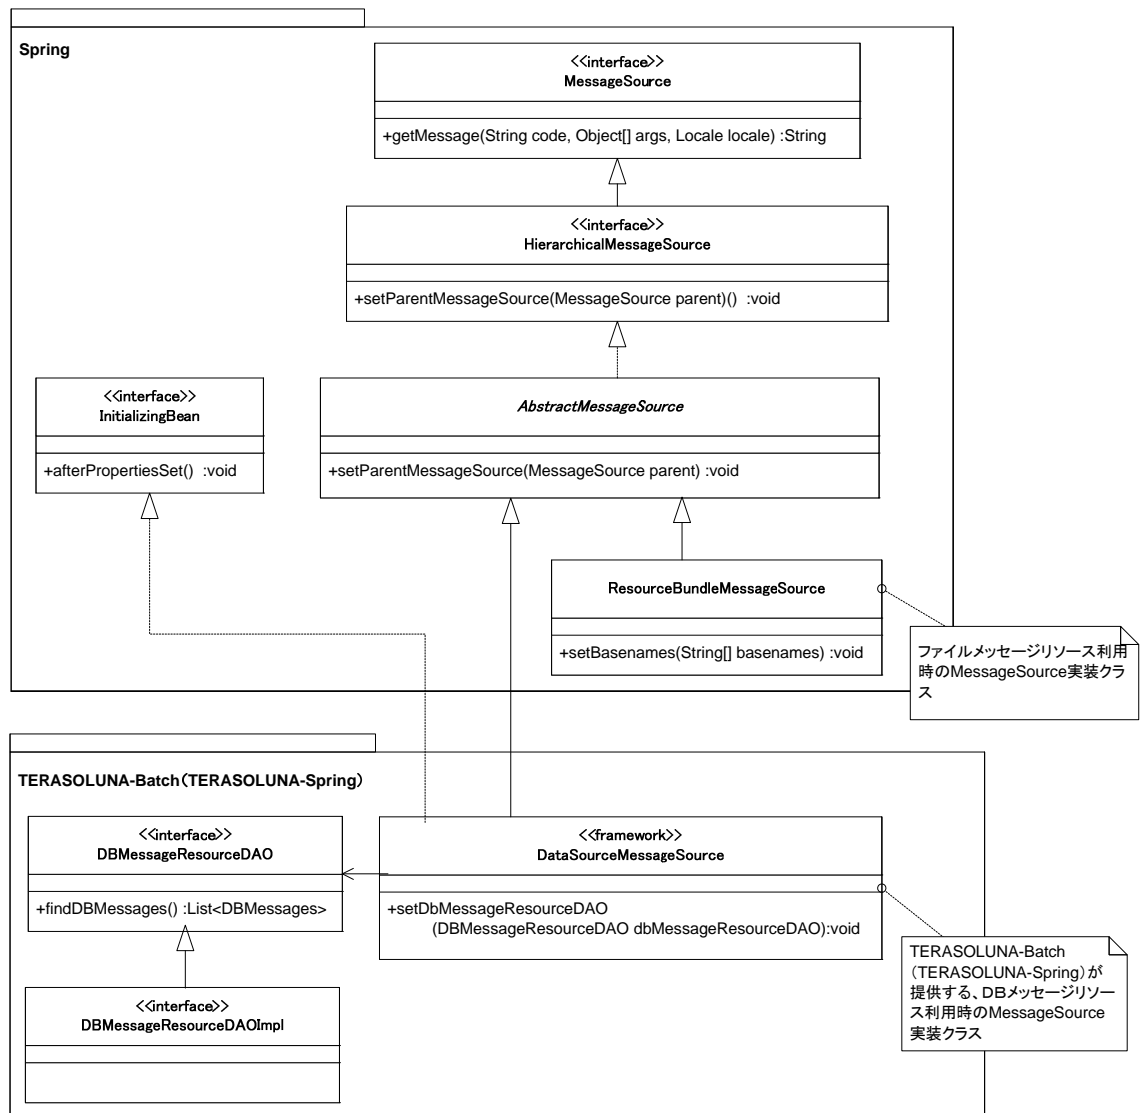 Spring
<<interface>>
MessageSource
+getMessage(String code, Object[] args, Locale locale) :String
<<interface>>
HierarchicalMessageSource
+setParentMessageSource(MessageSource parent)() :void
<<interface>>
InitializingBean
+afterPropertiesSet() :void
AbstractMessageSource
+setParentMessageSource(MessageSource parent) :void
ResourceBundleMessageSource
+setBasenames(String[] basenames) :void
ファイルメッセージリソース利用
時のMessageSource実装クラ
ス
TERASOLUNA-Batch(TERASOLUNA-Spring)
<<interface>>
DBMessageResourceDAO
+findDBMessages() :List<DBMessages>
<<framework>>
DataSourceMessageSource
+setDbMessageResourceDAO
(DBMessageResourceDAO dbMessageResourceDAO):void
<<interface>>
DBMessageResourceDAOImpl
TERASOLUNA-Batch
(TERASOLUNA-Spring)が
提供する、DBメッセージリソー
ス利用時のMessageSource
実装クラス